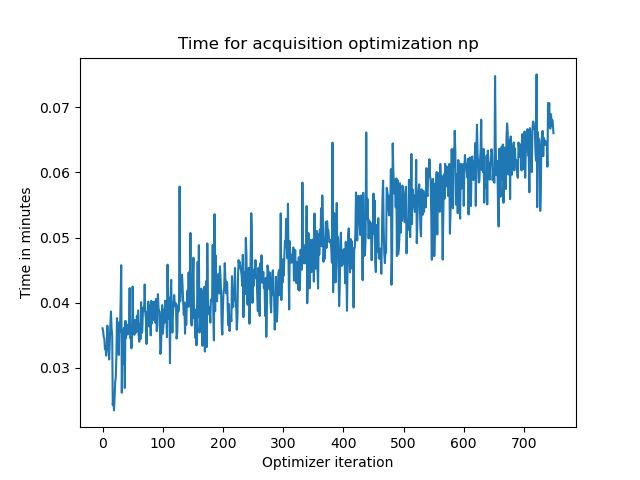 Time for acquisition optimization np
0.07
0.06
0.05
0.04
0.03
Time in minutes
0 100 200 300 400 500 600 700
Optimizer iteration